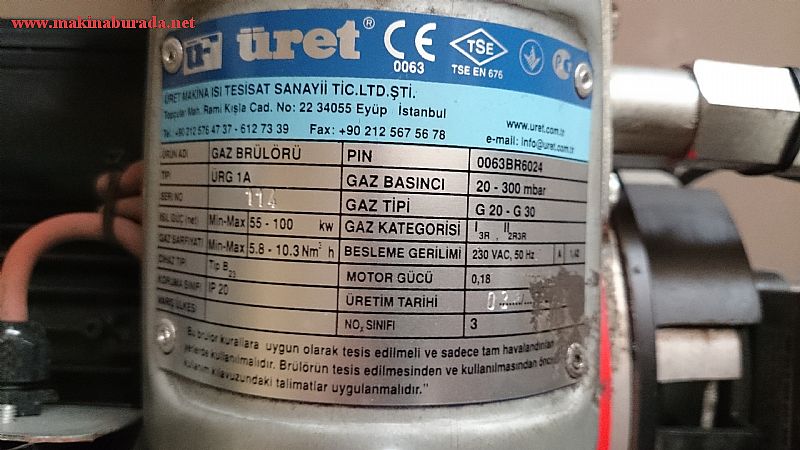 www.makinaburada.net
üret ® CE TSE
0063 TSE EN 676
ÜRET MAKİNA ISI TESİSAT SANAYİİ TİC.LTD.ŞTİ.
Topçular Mah. Rami Kışla Cad. No: 22 34055 Eyüp İstanbul www.uret.com.tr
Tel.: +90 212 576 47 37 - 612 73 39 Fax: +90 212 567 56 78 e-mail: info@uret.com.tr
ÜRÜN ADI GAZ BRÜLÖRÜ PIN 0063BR6024
TİPİ ÜRG 1A GAZ BASINCI 20 - 300 mbar
SERİ NO 114 GAZ TİPİ G 20 - G 30
ISIL GÜÇ (net) Min-Max 55 - 100 kw GAZ KATEGORİSİ I3R , II2R3R
GAZ SARFİYATI Min-Max 5.8 - 10.3 Nm³ h BESLEME GERİLİMİ 230 VAC, 50 Hz A
CİHAZ TİPİ Tip B23 MOTOR GÜCÜ 0,18
KORUMA SINIFI IP 20 ÜRETİM TARİHİ 02
VARIŞ ÜLKESİ NOx SINIFI 3
Bu brülör kurallara uygun olarak tesis edilmeli ve sadece tam havalandırılan
yerlerde kullanılmalıdır. Brülörün tesis edilmesinden ve kullanılmasından önce
kullanım kılavuzundaki talimatlar uygulanmalıdır."